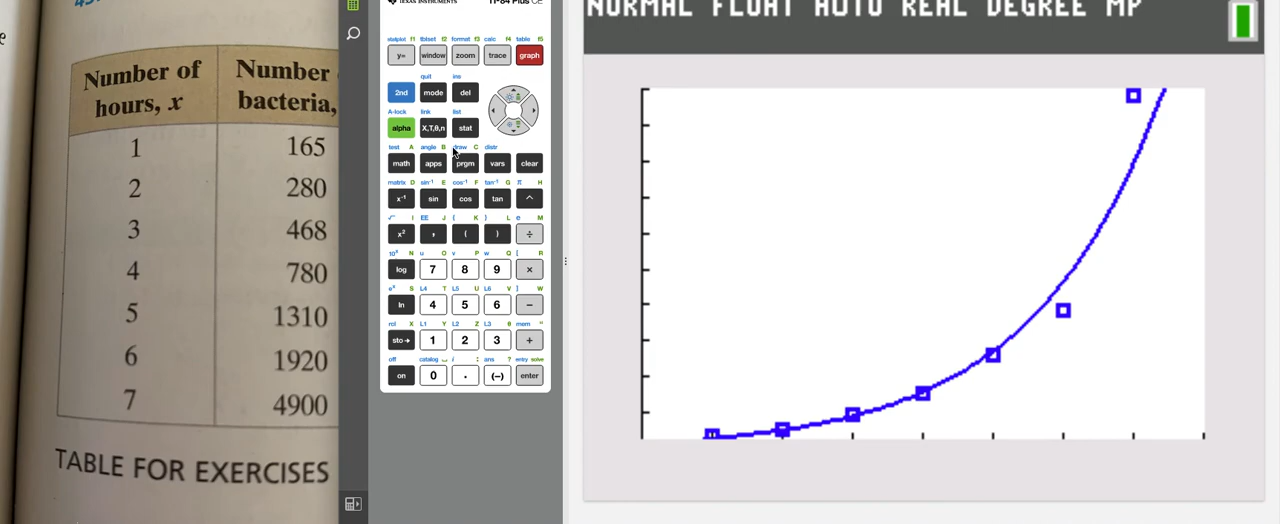 Number of
hours, x
Number
bacteria,
1 165
2 280
3 468
4 780
5 1310
6 1920
7 4900
TABLE FOR EXERCISES
TEXAS INSTRUMENTS TI-84 Plus CE
statplot f1 tblset f2 format f3 calc f4 table f5
y= window zoom trace graph
quit ins
2nd mode del
A-lock link list
alpha X,T,θ,n stat
test A angle B draw C distr
math apps prgm vars clear
matrix D sin⁻¹ E cos⁻¹ F tan⁻¹ G π H
x⁻¹ sin cos tan ^
√ I EE J { K } L e M
x² , ( ) ÷
10ˣ N u O v P w Q [ R
log 7 8 9 ×
eˣ S L4 T L5 U L6 V ] W
ln 4 5 6 −
rcl X L1 Y L2 Z L3 θ mem "
sto→ 1 2 3 +
off catalog i : ans ? entry solve
on 0 . (−) enter
NORMAL FLOAT AUTO REAL DEGREE MP